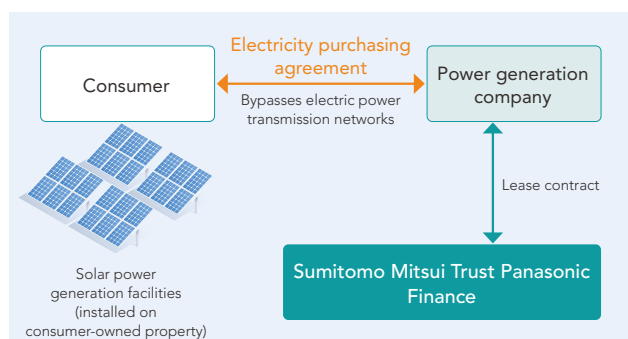 Consumer
Electricity purchasing
agreement
Bypasses electric power
transmission networks
Power generation
company
Lease contract
Solar power
generation facilities
(installed on
consumer-owned property)
Sumitomo Mitsui Trust Panasonic
Finance